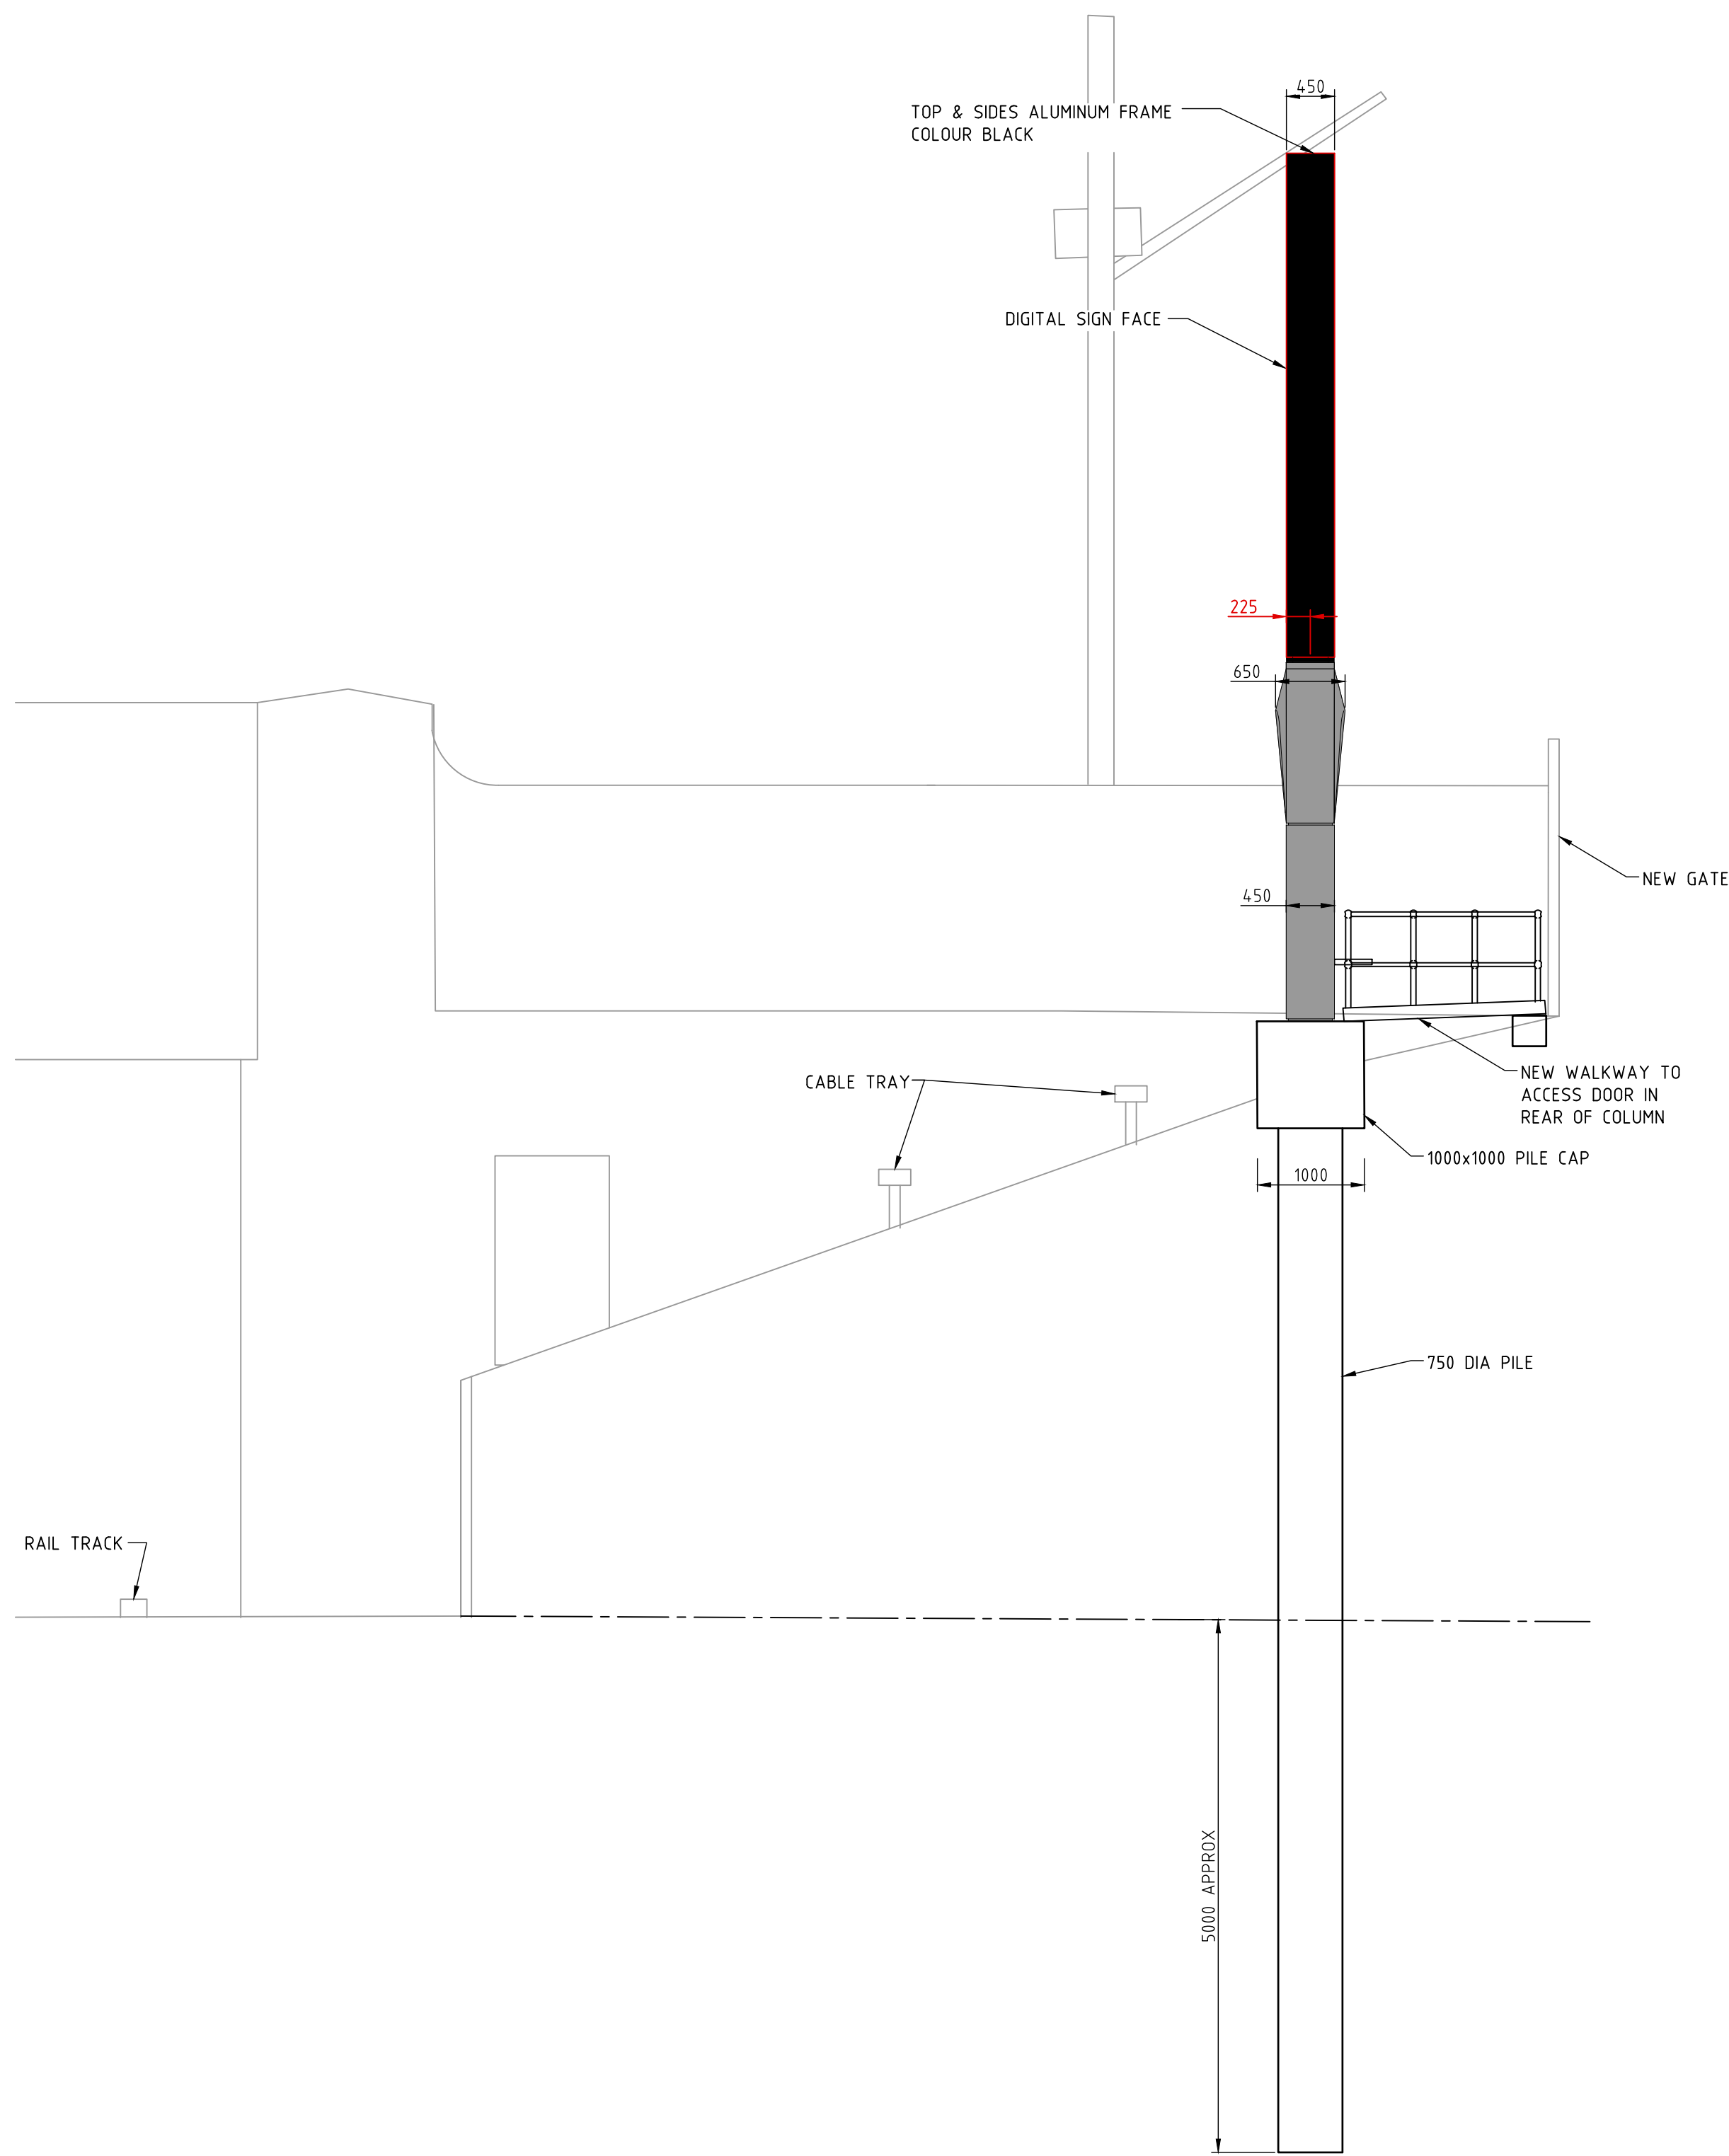 450
TOP & SIDES ALUMINUM FRAME
COLOUR BLACK
DIGITAL SIGN FACE
225
650
NEW GATE
450
CABLE TRAY
NEW WALKWAY TO
ACCESS DOOR IN
REAR OF COLUMN
1000x1000 PILE CAP
1000
750 DIA PILE
RAIL TRACK
5000 APPROX